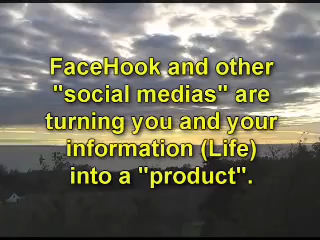 FaceHook and other
"social medias" are
turning you and your
information (Life)
into a "product".